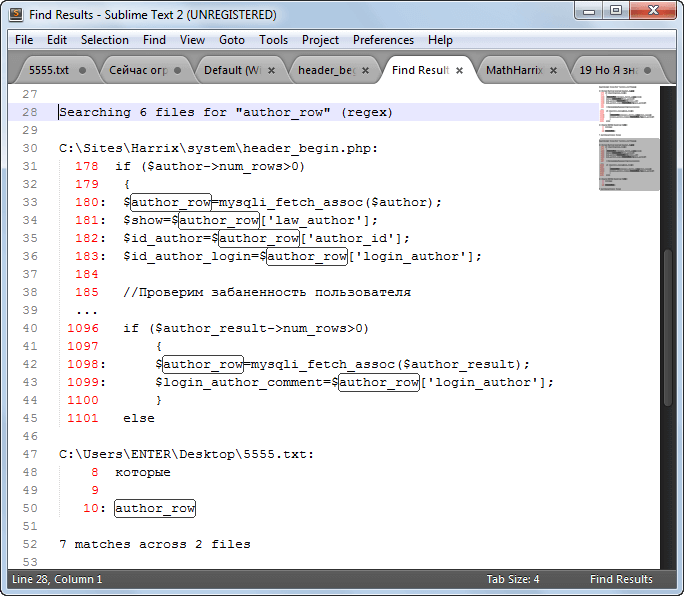 Find Results - Sublime Text 2 (UNREGISTERED)
File Edit Selection Find View Goto Tools Project Preferences Help
5555.txt Сейчас огр Default (Wi header_be Find Result MathHarrix 19 Но Я зна
27
28 Searching 6 files for "author_row" (regex)
29
30 C:\Sites\Harrix\system\header_begin.php:
31 178 if ($author->num_rows>0)
32 179 {
33 180: $author_row=mysqli_fetch_assoc($author);
34 181: $show=$author_row['law_author'];
35 182: $id_author=$author_row['author_id'];
36 183: $id_author_login=$author_row['login_author'];
37 184
38 185 //Проверим забаненность пользователя
39 ...
40 1096 if ($author_result->num_rows>0)
41 1097 {
42 1098: $author_row=mysqli_fetch_assoc($author_result);
43 1099: $login_author_comment=$author_row['login_author'];
44 1100 }
45 1101 else
46
47 C:\Users\ENTER\Desktop\5555.txt:
48 8 которые
49 9
50 10: author_row
51
52 7 matches across 2 files
53
Line 28, Column 1 Tab Size: 4 Find Results